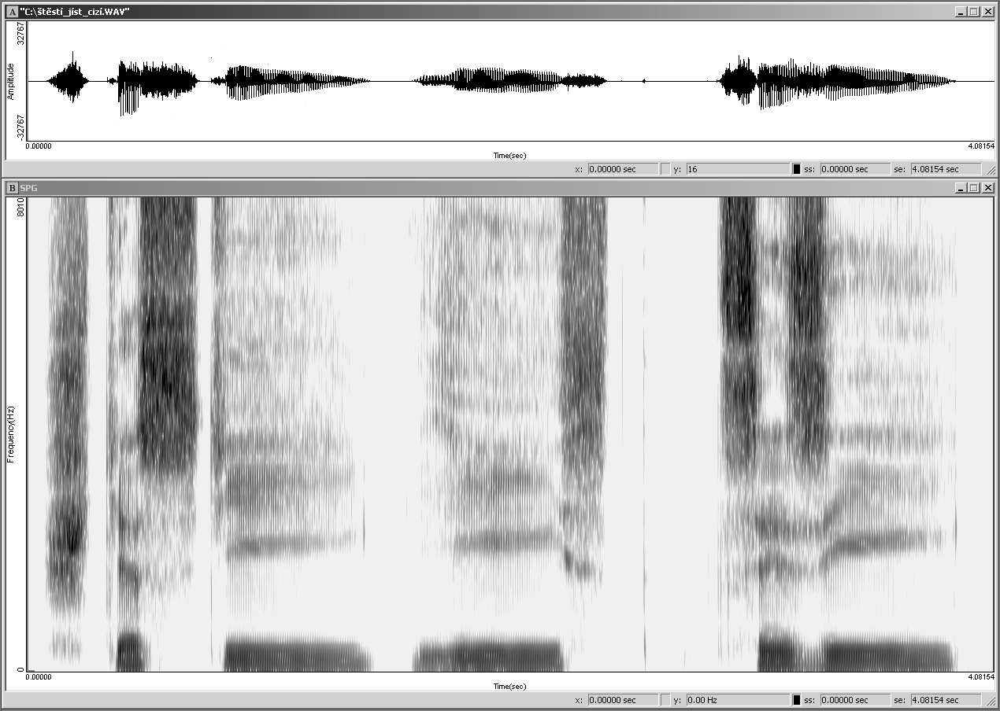 A "C:\štěstí_jíst_cizí.WAV"
32767
Amplitude
-32767
0.00000
4.08154
Time(sec)
x: 0.00000 sec y: 16 ss: 0.00000 sec se: 4.08154 sec
B SPG
8010
Frequency(Hz)
0
0.00000
4.08154
Time(sec)
x: 0.00000 sec y: 0.00 Hz ss: 0.00000 sec se: 4.08154 sec